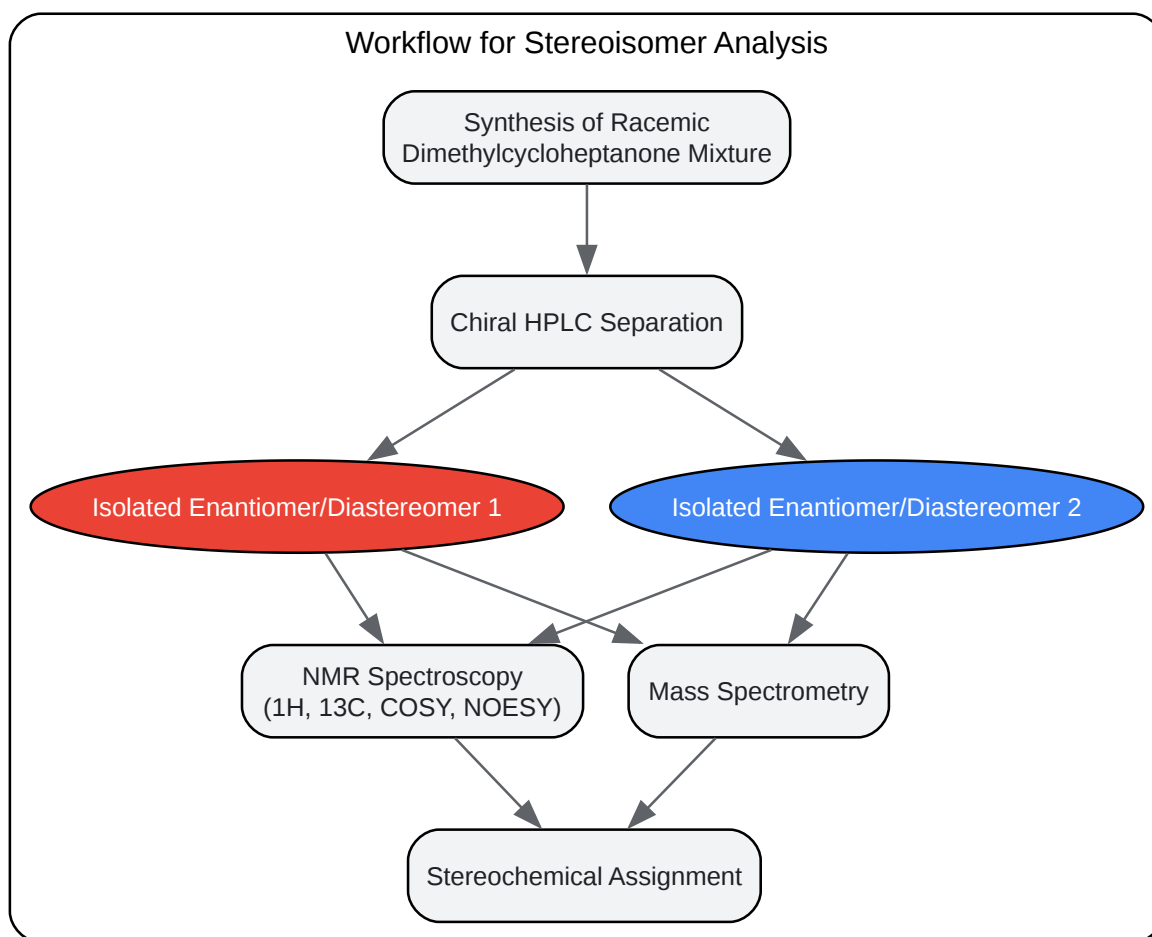 Workflow for Stereoisomer Analysis
Synthesis of Racemic
Dimethylcycloheptanone Mixture
Chiral HPLC Separation
Isolated Enantiomer/Diastereomer 1
Isolated Enantiomer/Diastereomer 2
NMR Spectroscopy
(1H, 13C, COSY, NOESY)
Mass Spectrometry
Stereochemical Assignment